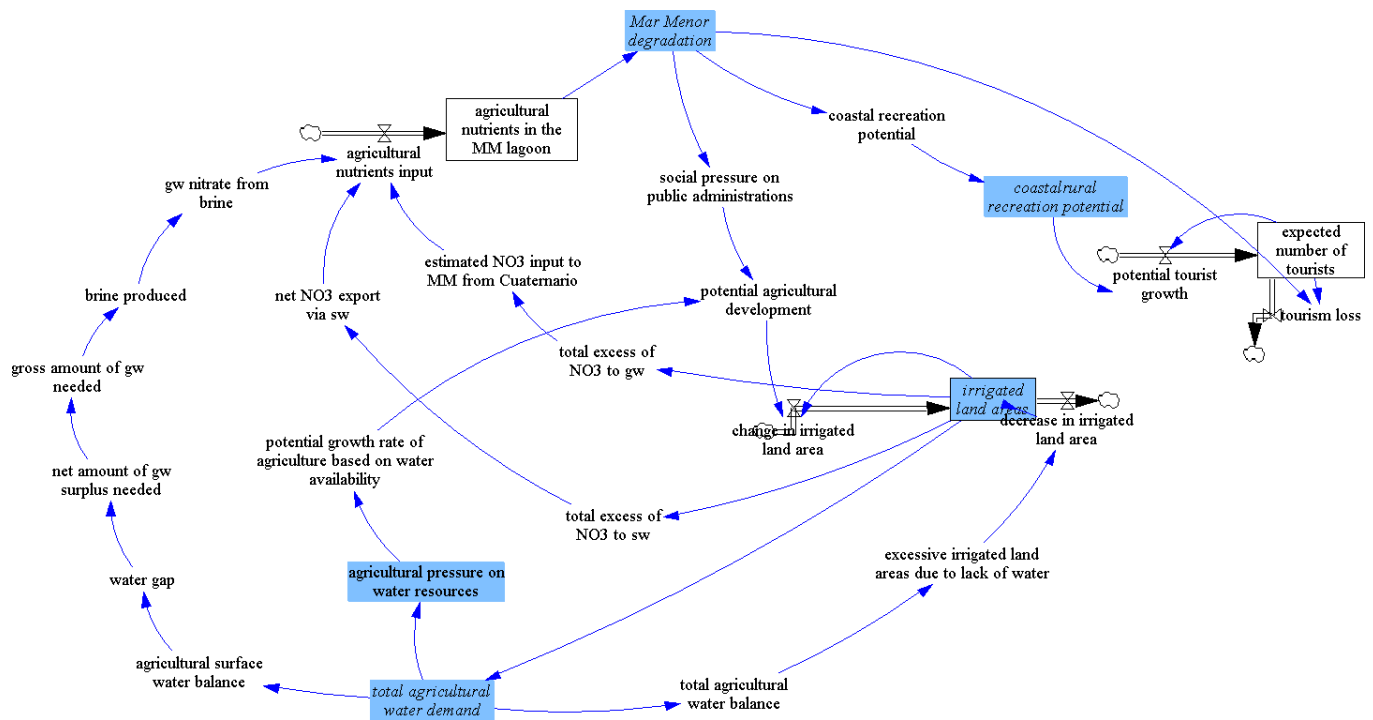 Mar Menor
degradation
agricultural
nutrients in the
MM lagoon
coastal recreation
potential
agricultural
nutrients input
gw nitrate from
brine
social pressure on
public administrations
coastalrural
recreation potential
expected
number of
tourists
potential tourist
growth
tourism loss
estimated NO3 input to
MM from Cuaternario
brine produced
net NO3 export
via sw
potential agricultural
development
total excess of
NO3 to gw
gross amount of gw
needed
irrigated
land areas
change in irrigated
land area
decrease in irrigated
land area
potential growth rate of
agriculture based on water
availability
net amount of gw
surplus needed
total excess of
NO3 to sw
excessive irrigated land
areas due to lack of water
water gap
agricultural pressure on
water resources
agricultural surface
water balance
total agricultural
water demand
total agricultural
water balance